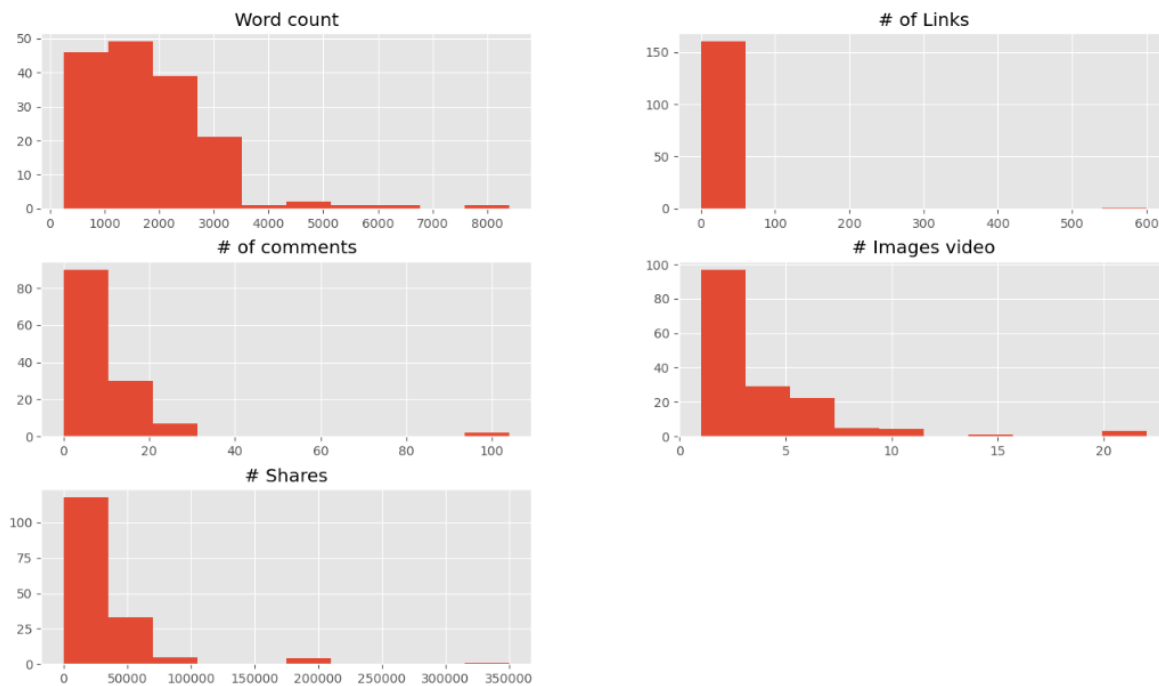 Word count
50
40
30
20
10
0
0 1000 2000 3000 4000 5000 6000 7000 8000
# of Links
150
100
50
0
0 100 200 300 400 500 600
# of comments
80
60
40
20
0
0 20 40 60 80 100
# Images video
100
80
60
40
20
0
0 5 10 15 20
# Shares
100
75
50
25
0
0 50000 100000 150000 200000 250000 300000 350000